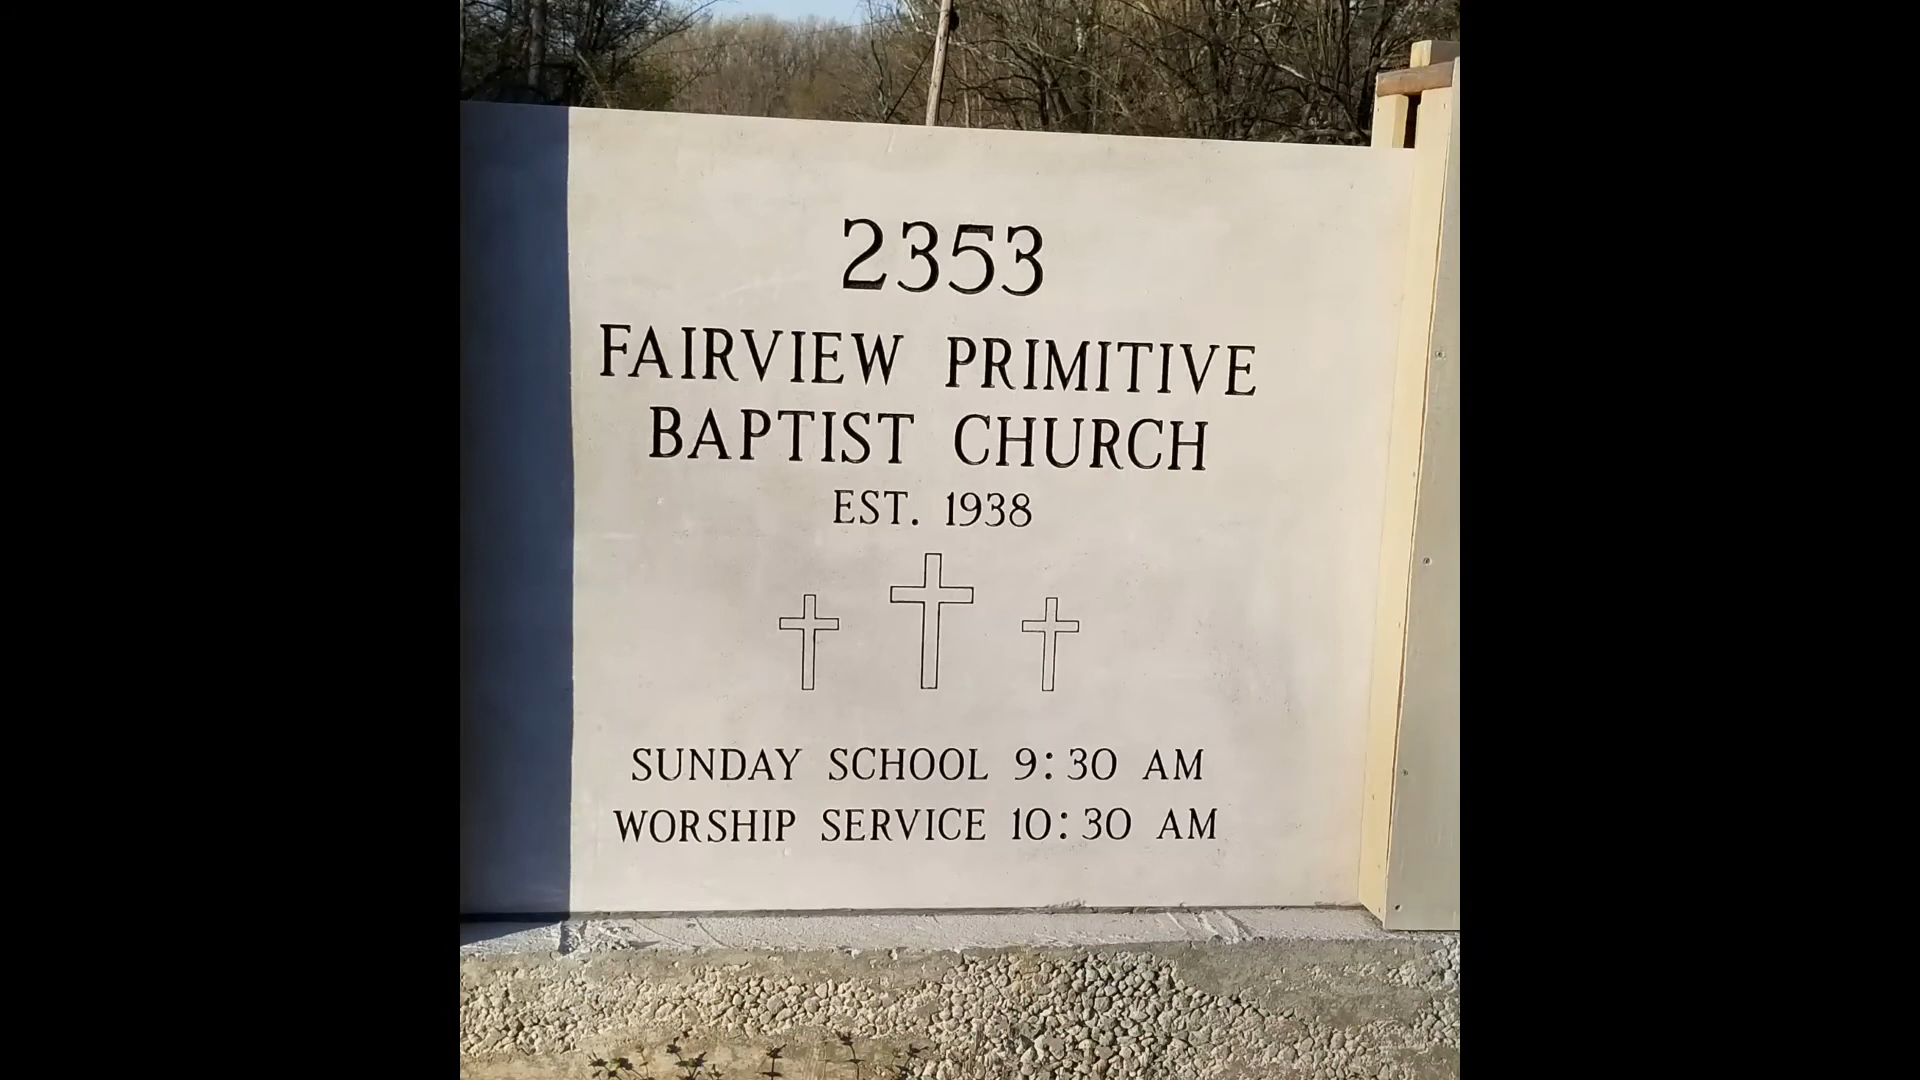 2353
FAIRVIEW PRIMITIVE
BAPTIST CHURCH
EST. 1938
SUNDAY SCHOOL 9:30 AM
WORSHIP SERVICE 10:30 AM